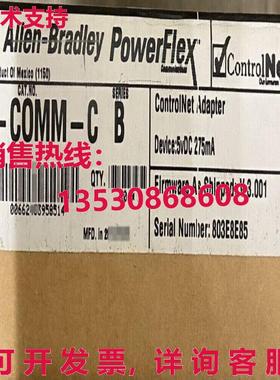 术支持
Allen-Bradley PowerFlex
ControlNet
duct Of Mexico (1150)
CAT.NO.
SERIES
-COMM-C B
ControlNet Adapter
Device:5VDC 275mA
销售热线:
13530868608
QTY.
Serial Number: 803E8E85
MFD. in 2
可开发票, 详询客服